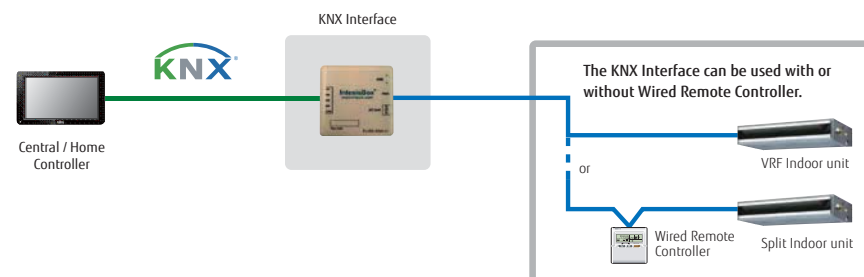 KNX Interface
KNX
IntesisBox
The KNX Interface can be used with or
without Wired Remote Controller.
Central / Home
Controller
VRF Indoor unit
or
Wired Remote
Controller
Split Indoor unit